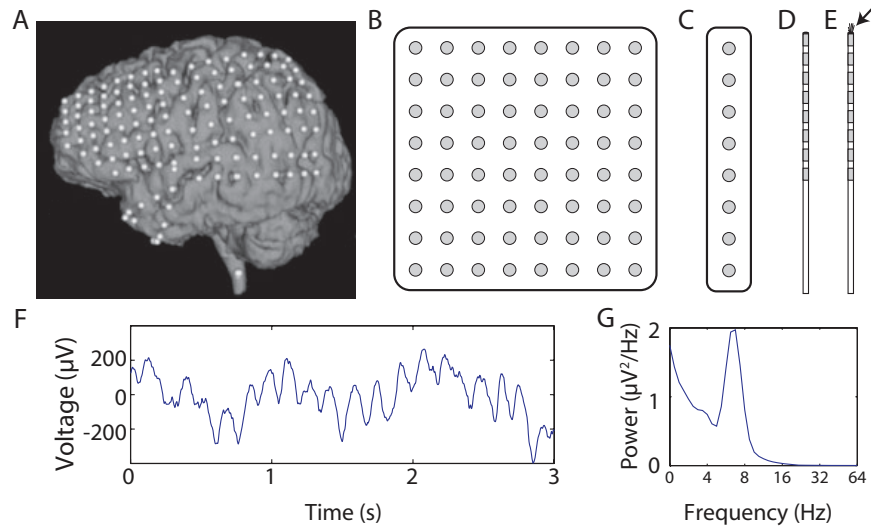 A
B
C
D
E
F
Voltage (μV)
200
0
-200
0
1
2
3
Time (s)
G
Power (μV²/Hz)
2
1
0
0
4
8
16
32
64
Frequency (Hz)